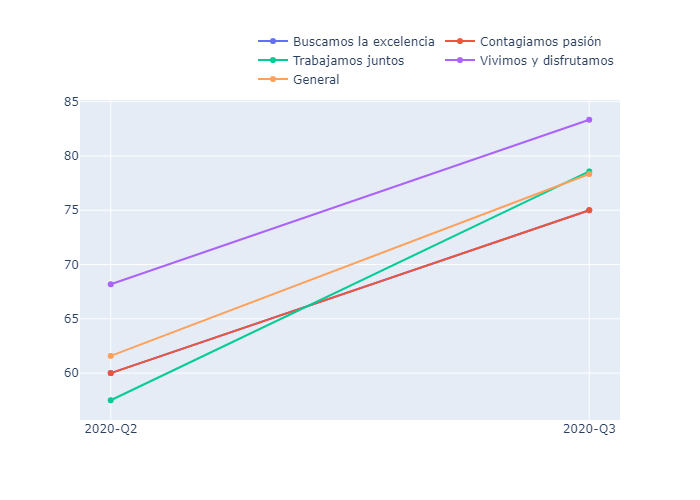 Buscamos la excelencia Contagiamos pasión
Trabajamos juntos Vivimos y disfrutamos
General
85
80
75
70
65
60
2020-Q2 2020-Q3